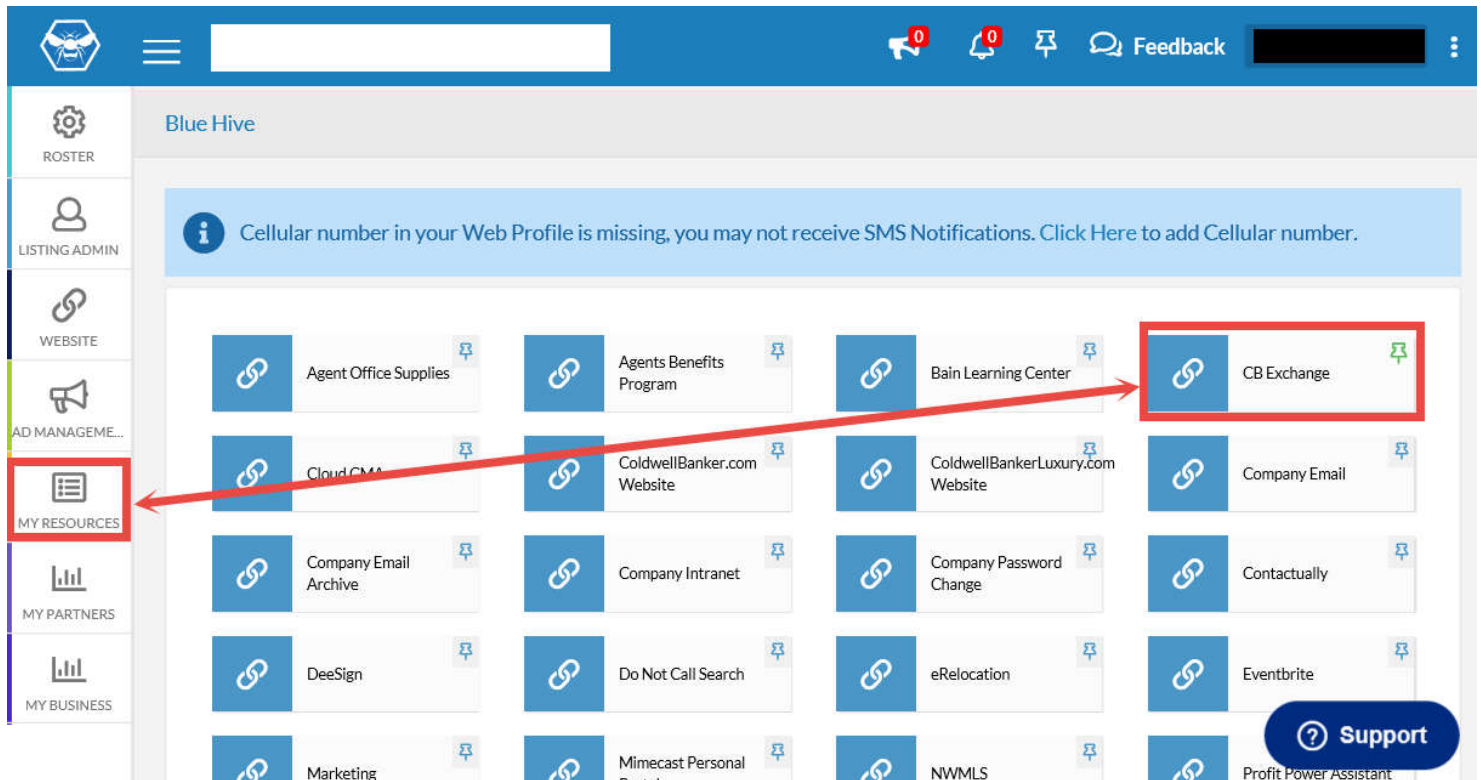 0
0
Feedback
ROSTER
LISTING ADMIN
WEBSITE
AD MANAGEME...
MY RESOURCES
MY PARTNERS
MY BUSINESS
Blue Hive
Cellular number in your Web Profile is missing, you may not receive SMS Notifications. Click Here to add Cellular number.
Agent Office Supplies
Agents Benefits
Program
Bain Learning Center
CB Exchange
Cloud CMA
ColdwellBanker.com
Website
ColdwellBankerLuxury.com
Website
Company Email
Company Email
Archive
Company Intranet
Company Password
Change
Contactually
DeeSign
Do Not Call Search
eRelocation
Eventbrite
Support
Marketing
Mimecast Personal
NWMLS
Profit Power Assistant